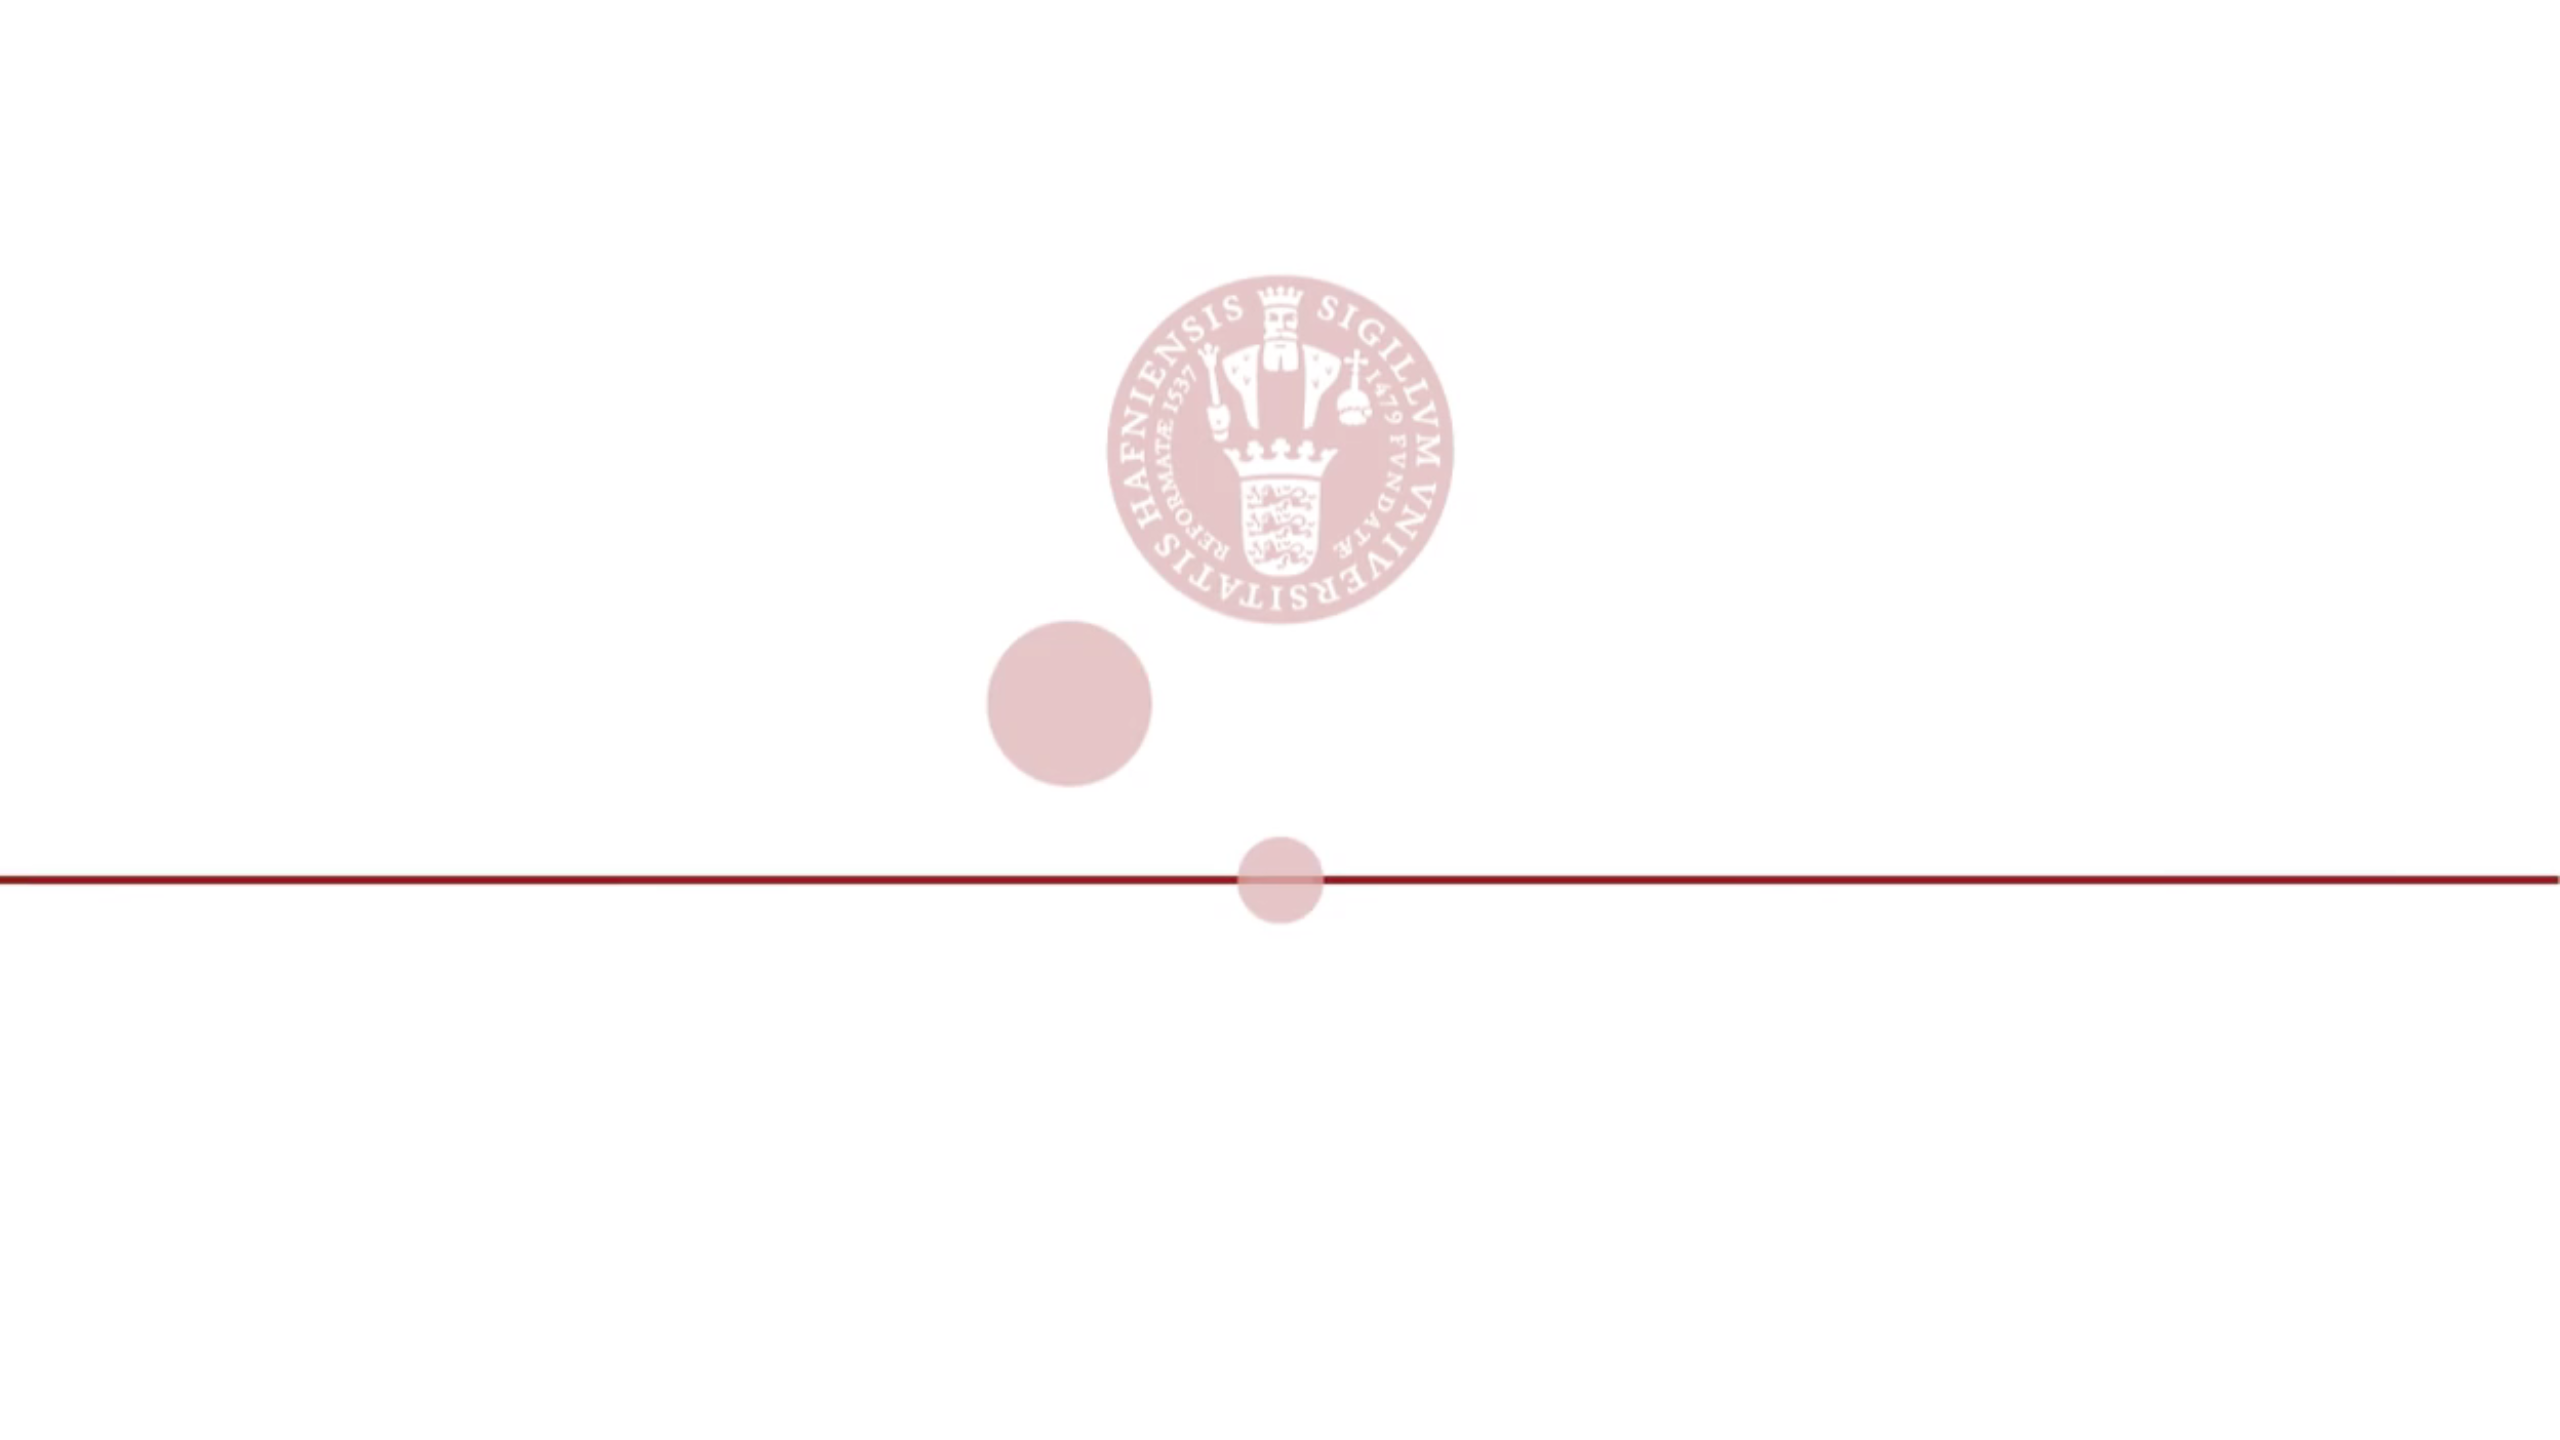 SIGILLVM VNIVERSITATIS HAFNIENSIS
1479 FVNDATÆ
REFORMATÆ 1537